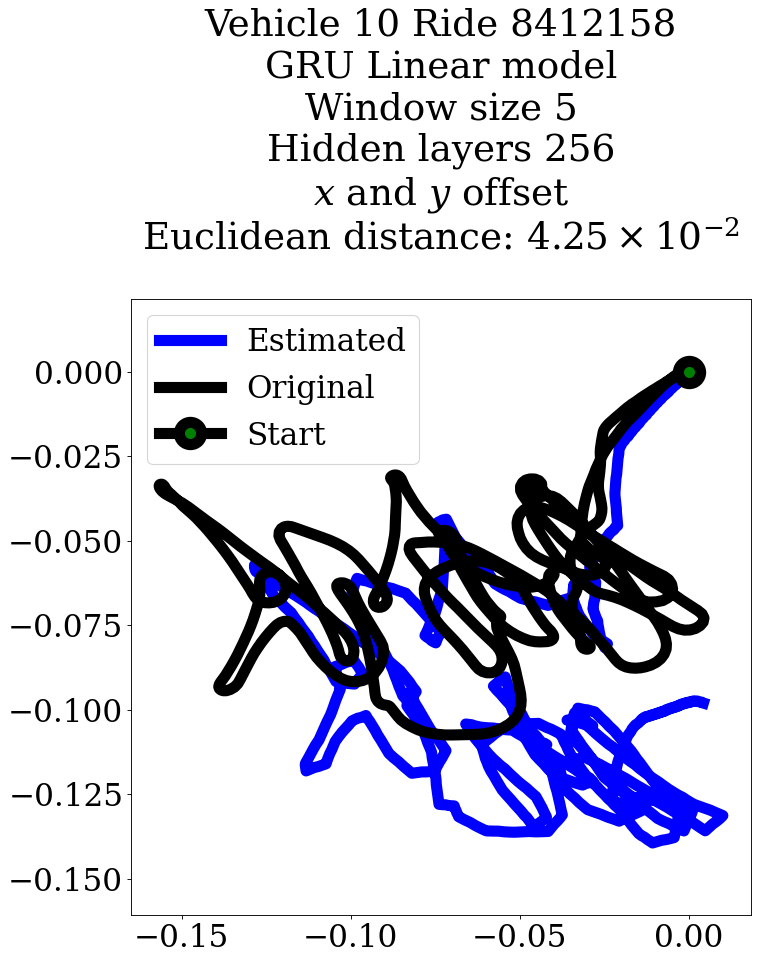 Vehicle 10 Ride 8412158
GRU Linear model
Window size 5
Hidden layers 256
x and y offset
Euclidean distance: 4.25 × 10⁻²
Estimated
Original
Start
0.000
−0.025
−0.050
−0.075
−0.100
−0.125
−0.150
−0.15 −0.10 −0.05 0.00